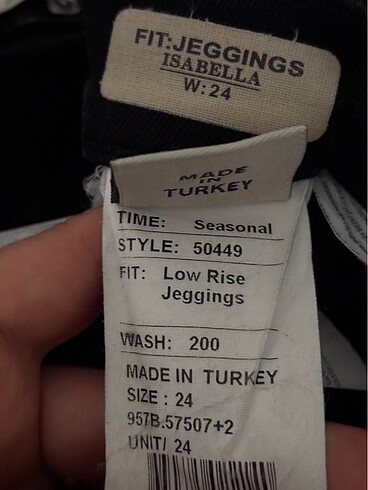 FIT:JEGGINGS
ISABELLA
W:24
MADE
IN
TURKEY
TIME: Seasonal
STYLE: 50449
FIT: Low Rise
Jeggings
WASH: 200
MADE IN TURKEY
SIZE : 24
957B.57507+2
UNIT/ 24